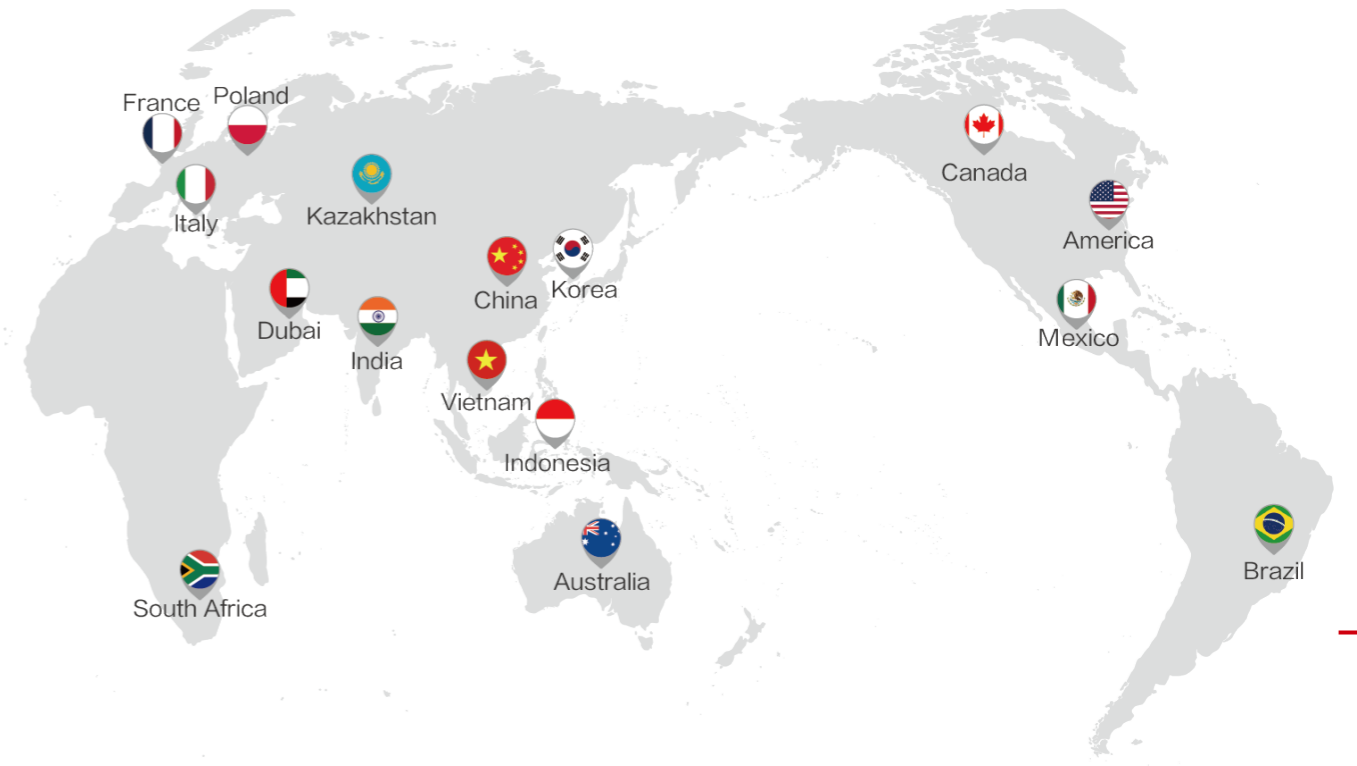 France
Poland
Canada
Italy
Kazakhstan
America
China
Korea
Dubai
Mexico
India
Vietnam
Indonesia
Brazil
Australia
South Africa